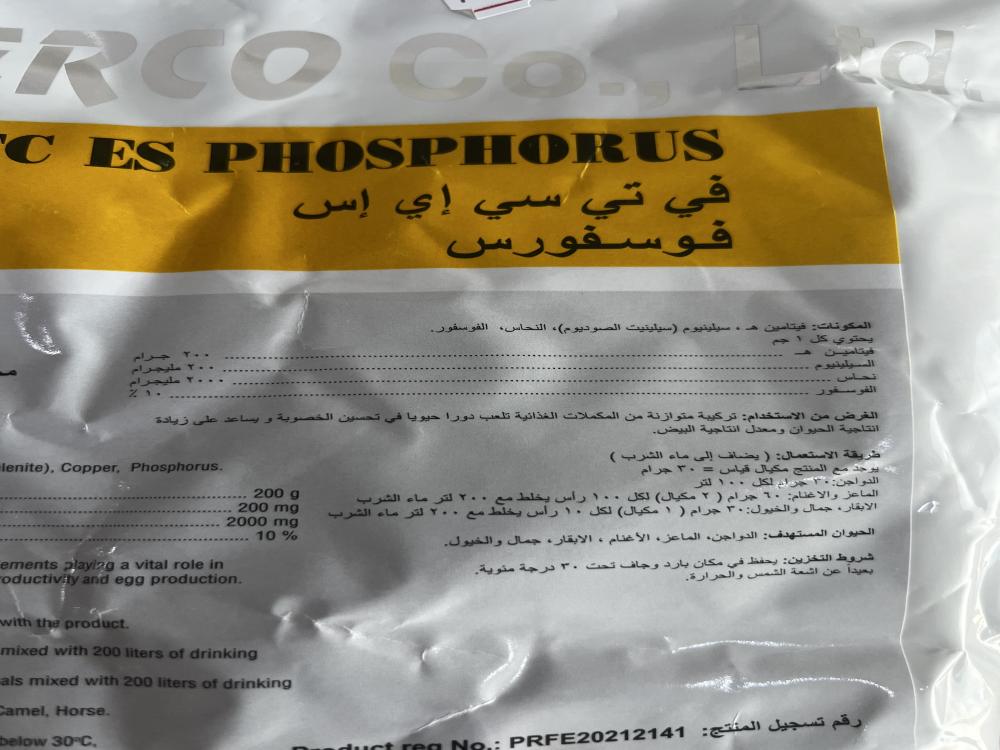 ERCO Co., Ltd.
TC ES PHOSPHORUS
في تي سي إي إس
فوسفورس
المكونات: فيتامين هـ ، سيلينيوم (سيلينيت الصوديوم)، النحاس، الفوسفور.
يحتوي كل ١ جم
فيتامين هـ ........ ٢٠٠ جرام
السيلينيوم ........ ٢٠٠ مليجرام
نحاس ........ ٢٠٠٠ مليجرام
الفوسفور ........ ١٠ ٪
الغرض من الاستخدام: تركيبة متوازنة من المكملات الغذائية تلعب دورا حيويا في تحسين الخصوبة و يساعد على زيادة
انتاجية الحيوان ومعدل انتاجية البيض.
طريقة الاستعمال: ( يضاف إلى ماء الشرب )
يوجد مع المنتج مكيال قياس = ٣٠ جرام
الدواجن: ٣٠ جرام لكل ١٠٠ لتر
الماعز والاغنام: ٦٠ جرام ( ٢ مكيال) لكل ١٠٠ رأس يخلط مع ٢٠٠ لتر ماء الشرب
الابقار، جمال والخيول: ٣٠ جرام ( ١ مكيال) لكل ١٠ رأس يخلط مع ٢٠٠ لتر ماء الشرب
الحيوان المستهدف: الدواجن، الماعز، الأغنام ، الابقار، جمال والخيول.
شروط التخزين: يحفظ في مكان بارد وجاف تحت ٣٠ درجة مئوية.
بعيداً عن اشعة الشمس والحرارة.
lenite), Copper, Phosphorus.
........ 200 g
........ 200 mg
........ 2000 mg
........ 10 %
ements playing a vital role in
roductivity and egg production.
with the product.
mixed with 200 liters of drinking
als mixed with 200 liters of drinking
Camel, Horse.
below 30°C,
Product reg No.: PRFE20212141 رقم تسجيل المنتج: